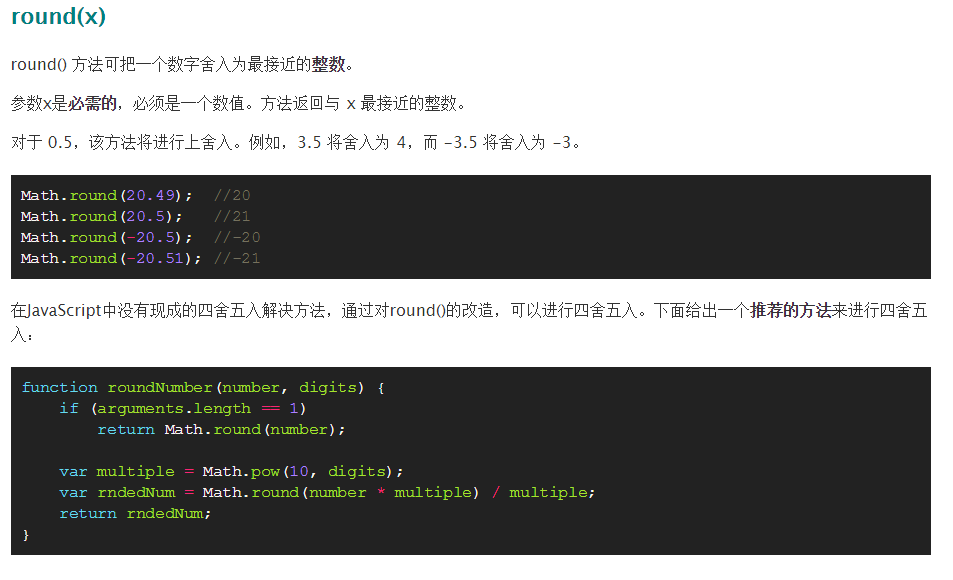 round(x)
round() 方法可把一个数字舍入为最接近的整数。
参数x是必需的，必须是一个数值。方法返回与 x 最接近的整数。
对于 0.5，该方法将进行上舍入。例如，3.5 将舍入为 4，而 -3.5 将舍入为 -3。
Math.round(20.49);  //20
Math.round(20.5);   //21
Math.round(-20.5);  //-20
Math.round(-20.51); //-21
在JavaScript中没有现成的四舍五入解决方法，通过对round()的改造，可以进行四舍五入。下面给出一个推荐的方法来进行四舍五
入：
function roundNumber(number, digits) {
    if (arguments.length == 1)
        return Math.round(number);
    var multiple = Math.pow(10, digits);
    var rndedNum = Math.round(number * multiple) / multiple;
    return rndedNum;
}